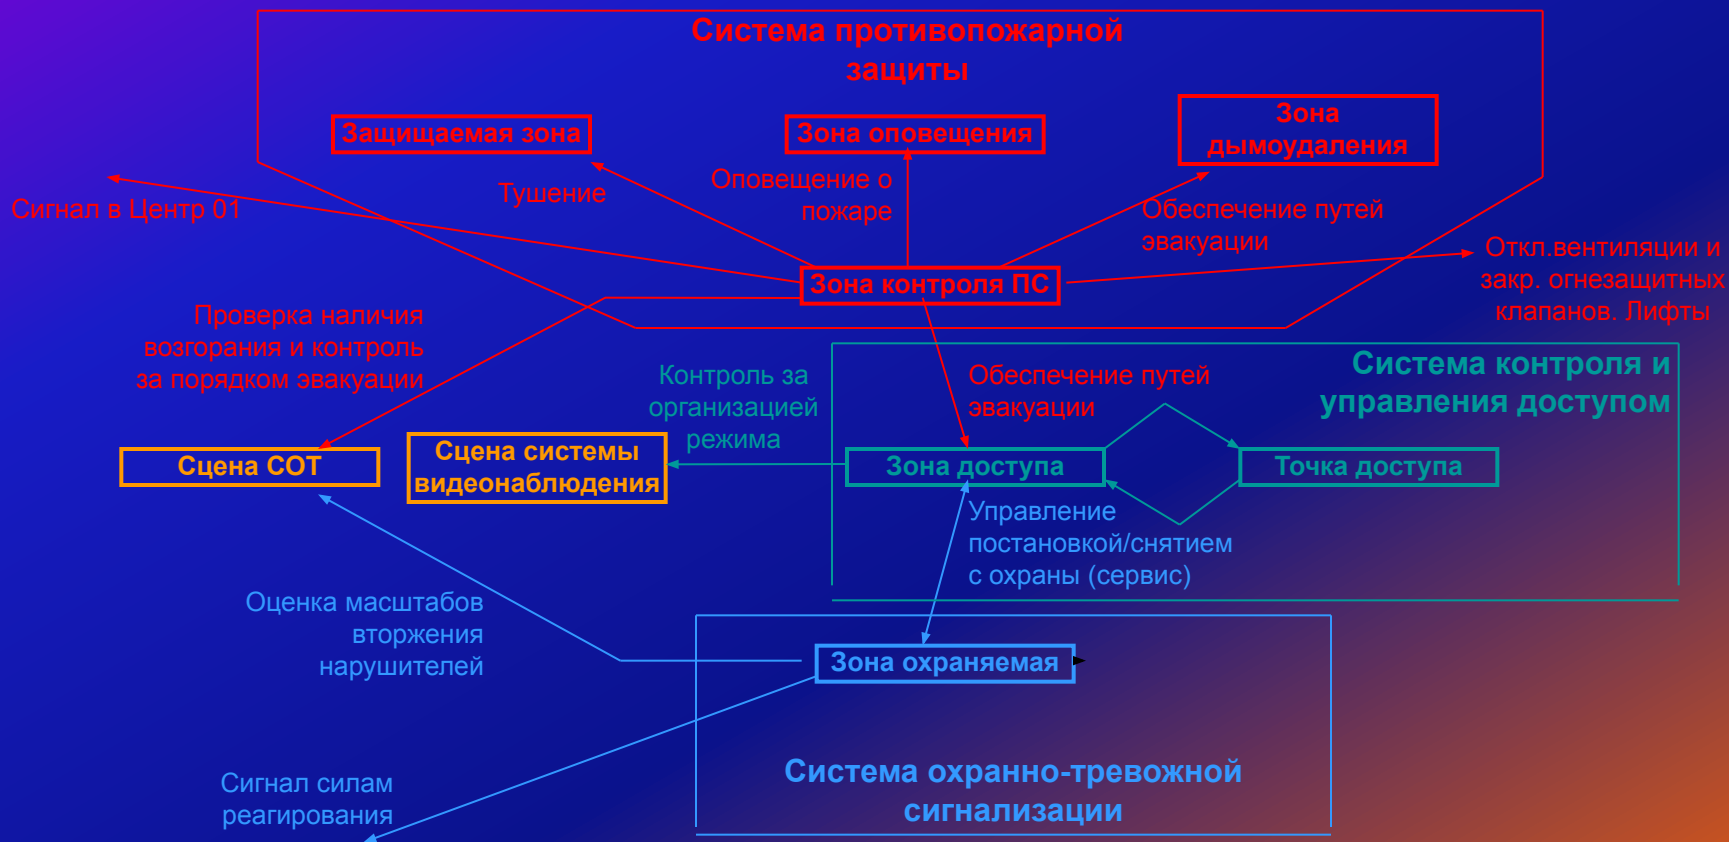 Система противопожарной
защиты
Защищаемая зона
Зона оповещения
Зона
дымоудаления
Сигнал в Центр 01
Тушение
Оповещение о
пожаре
Обеспечение путей
эвакуации
Откл.вентиляции и
закр. огнезащитных
клапанов. Лифты
Зона контроля ПС
Проверка наличия
возгорания и контроль
за порядком эвакуации
Контроль за
организацией
режима
Обеспечение путей
эвакуации
Система контроля и
управления доступом
Сцена СОТ
Сцена системы
видеонаблюдения
Зона доступа
Точка доступа
Управление
постановкой/снятием
с охраны (сервис)
Оценка масштабов
вторжения
нарушителей
Зона охраняемая
Сигнал силам
реагирования
Система охранно-тревожной
сигнализации